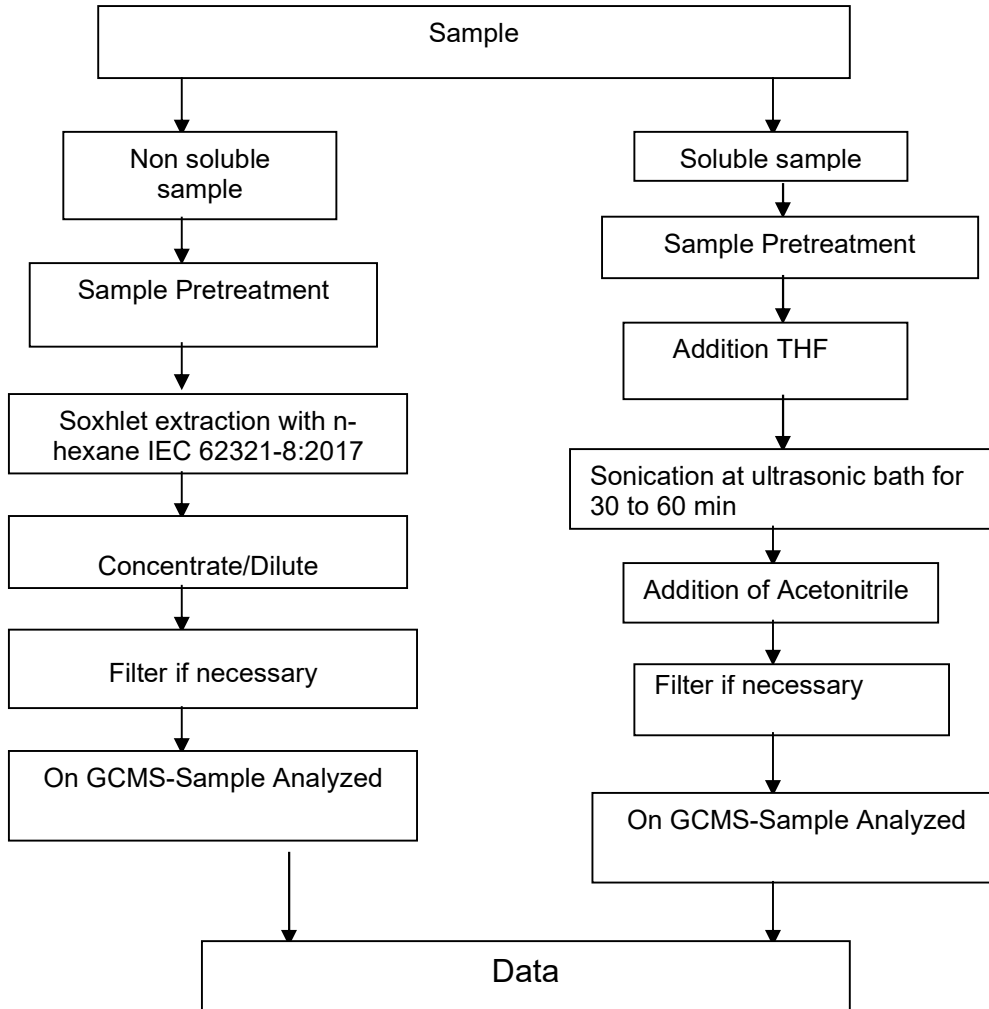 Sample
Non soluble
sample
Sample Pretreatment
Soxhlet extraction with n-
hexane IEC 62321-8:2017
Concentrate/Dilute
Filter if necessary
On GCMS-Sample Analyzed
Soluble sample
Sample Pretreatment
Addition THF
Sonication at ultrasonic bath for
30 to 60 min
Addition of Acetonitrile
Filter if necessary
On GCMS-Sample Analyzed
Data